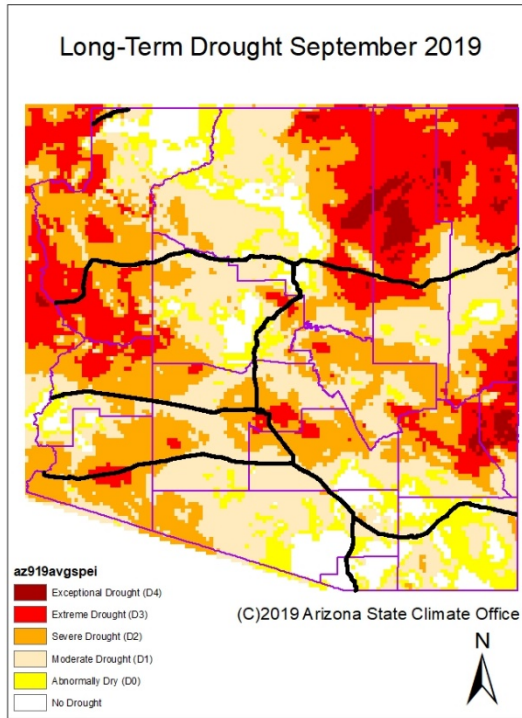 Long-Term Drought September 2019
az919avgspei
Exceptional Drought (D4)
Extreme Drought (D3)
Severe Drought (D2)
Moderate Drought (D1)
Abnormally Dry (D0)
No Drought
(C)2019 Arizona State Climate Office
N